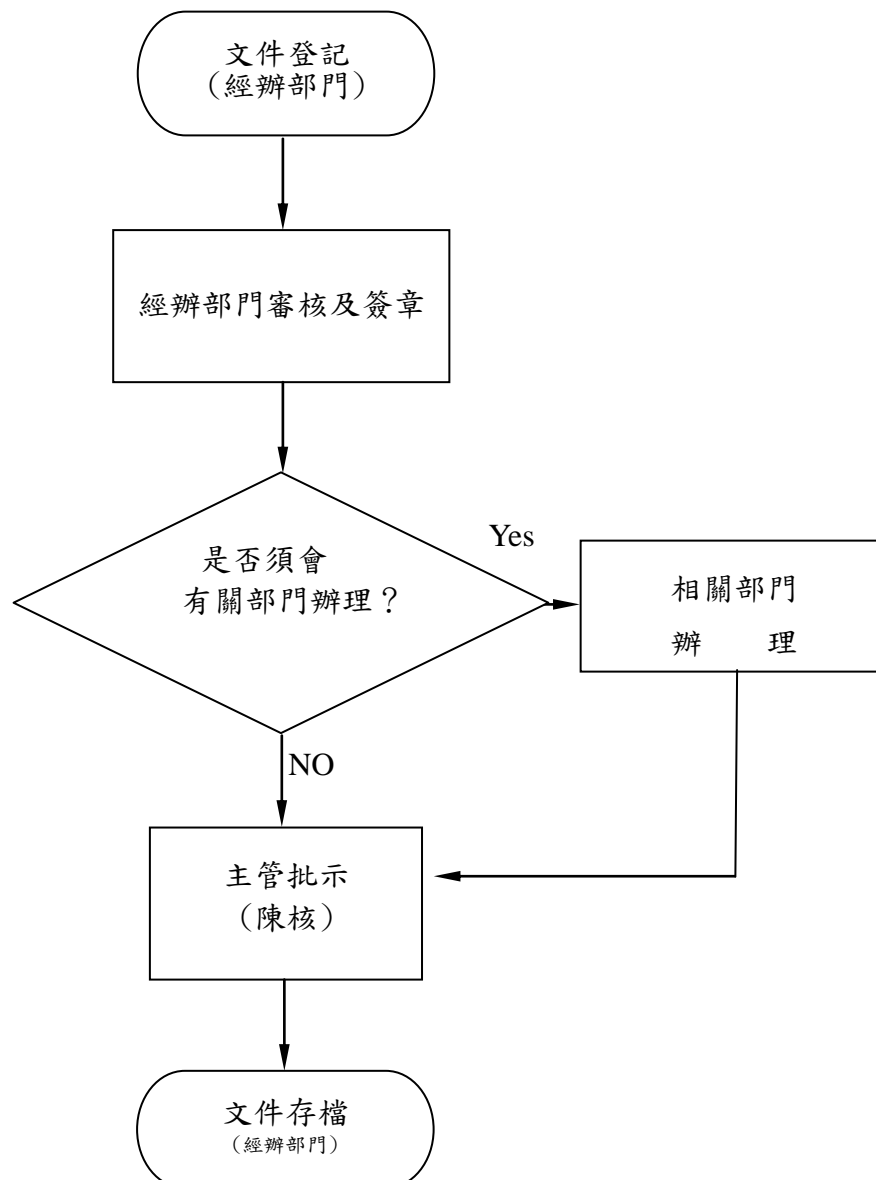 文件登記
（經辦部門）
經辦部門審核及簽章
是否須會
有關部門辦理？
Yes
相關部門
辦　　理
NO
主管批示
（陳核）
文件存檔
（經辦部門）